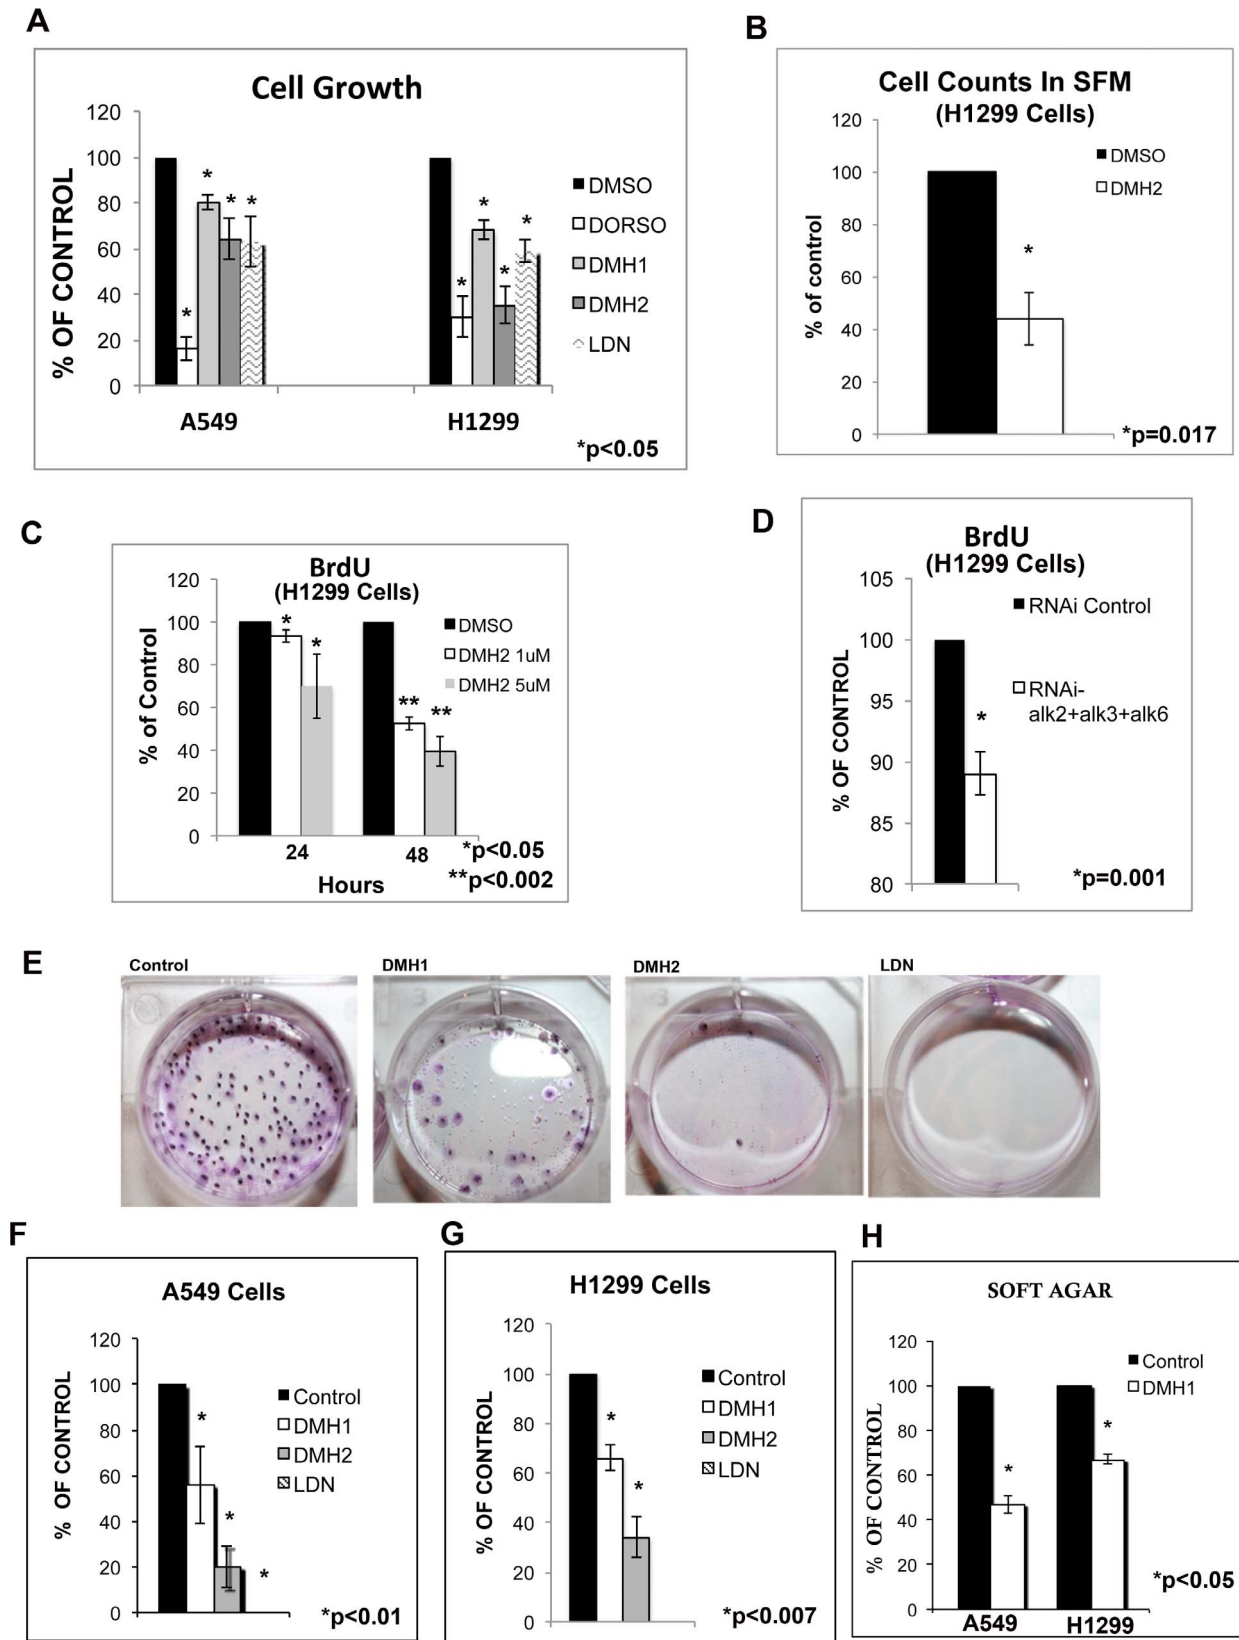 A
Cell Growth
% OF CONTROL
120
100
80
60
40
20
0
*
*
*
*
*
*
*
*
A549
H1299
DMSO
DORSO
DMH1
DMH2
LDN
*p<0.05
B
Cell Counts In SFM
(H1299 Cells)
% of control
120
100
80
60
40
20
0
*
DMSO
DMH2
*p=0.017
C
BrdU
(H1299 Cells)
% of Control
120
100
80
60
40
20
0
*
*
**
**
24
48
Hours
DMSO
DMH2 1uM
DMH2 5uM
*p<0.05
**p<0.002
D
BrdU
(H1299 Cells)
% OF CONTROL
105
100
95
90
85
80
*
RNAi Control
RNAi-
alk2+alk3+alk6
*p=0.001
E
Control
DMH1
DMH2
LDN
F
A549 Cells
% OF CONTROL
120
100
80
60
40
20
0
*
*
*
Control
DMH1
DMH2
LDN
*p<0.01
G
H1299 Cells
% OF CONTROL
120
100
80
60
40
20
0
*
*
Control
DMH1
DMH2
LDN
*p<0.007
H
SOFT AGAR
% OF CONTROL
120
100
80
60
40
20
0
*
*
A549
H1299
Control
DMH1
*p<0.05